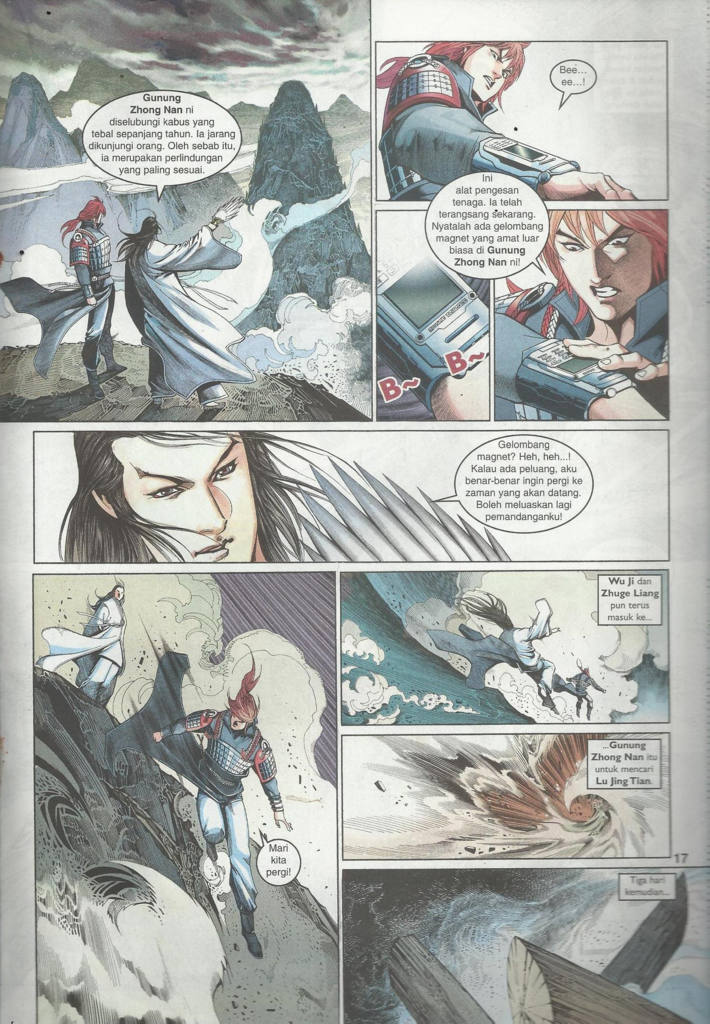 Gunung
Zhong Nan ni
diselubungi kabus yang
tebal sepanjang tahun. Ia jarang
dikunjungi orang. Oleh sebab itu,
ia merupakan perlindungan
yang paling sesuai.
Bee...
ee...!
Ini
alat pengesan
tenaga. Ia telah
terangsang sekarang.
Nyatalah ada gelombang
magnet yang amat luar
biasa di Gunung
Zhong Nan ni!
B~
B~
Gelombang
magnet? Heh, heh...!
Kalau ada peluang, aku
benar-benar ingin pergi ke
zaman yang akan datang.
Boleh meluaskan lagi
pemandanganku!
Mari
kita
pergi!
Wu Ji dan
Zhuge Liang
pun terus
masuk ke...
...Gunung
Zhong Nan itu
untuk mencari
Lu Jing Tian.
17
Tiga hari
kemudian...